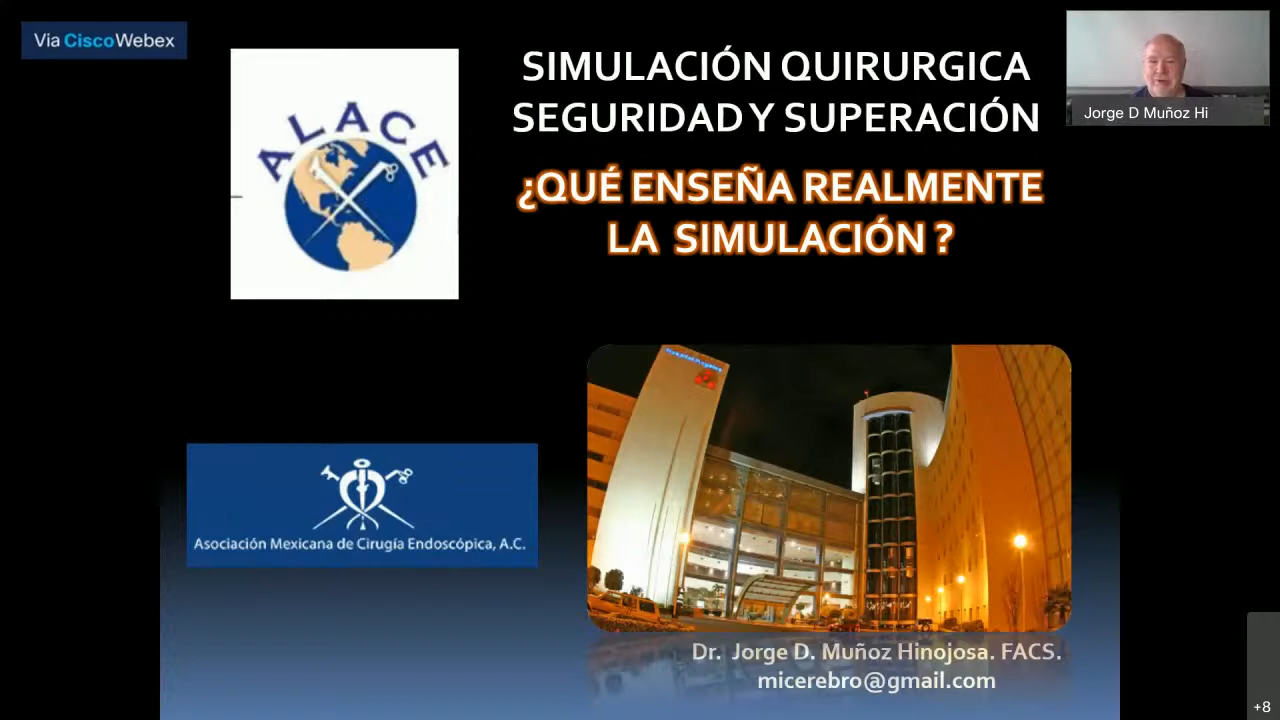 Vía CiscoWebex
ALACE
SIMULACIÓN QUIRURGICA
SEGURIDAD Y SUPERACIÓN
¿QUÉ ENSEÑA REALMENTE
LA SIMULACIÓN ?
Jorge D Muñoz Hi
Asociación Mexicana de Cirugía Endoscópica, A.C.
Dr. Jorge D. Muñoz Hinojosa. FACS.
micerebro@gmail.com
+8